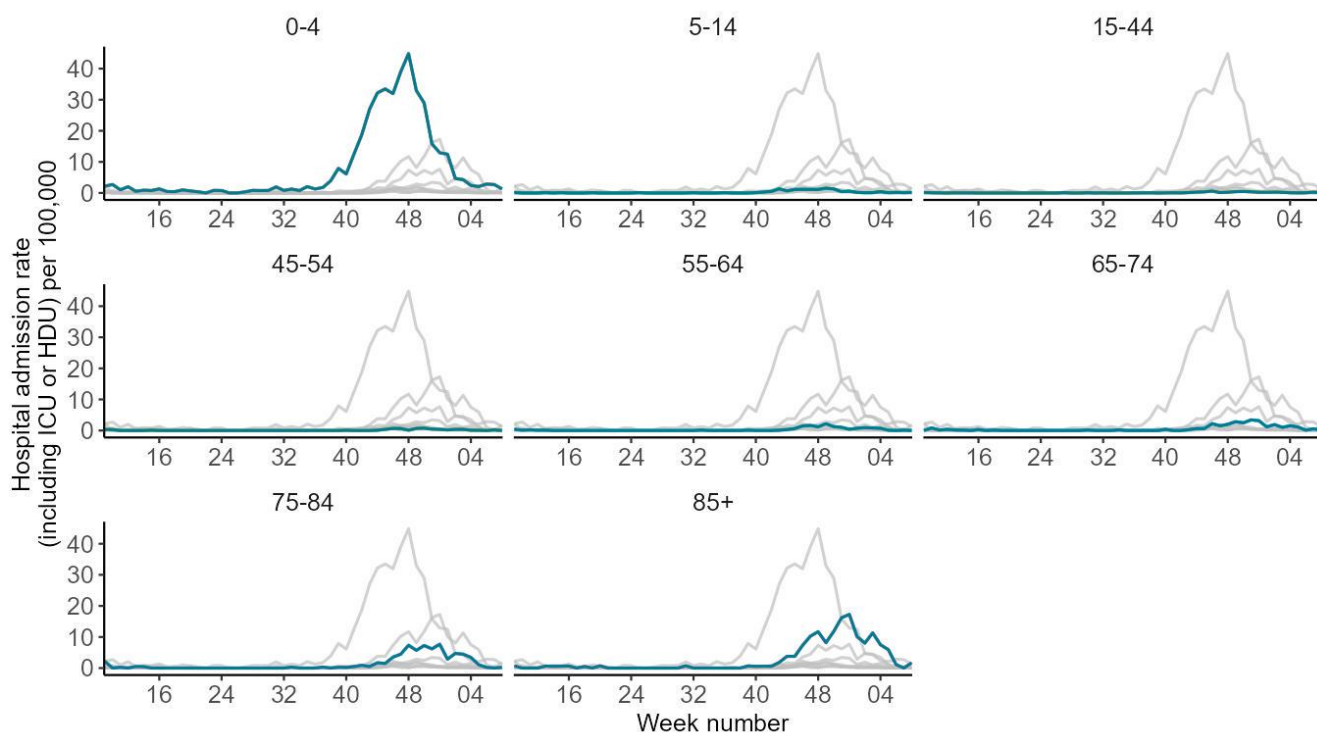 0-4 5-14 15-44
40
30
20
10
0
16 24 32 40 48 04 16 24 32 40 48 04 16 24 32 40 48 04
45-54 55-64 65-74
40
30
20
10
0
16 24 32 40 48 04 16 24 32 40 48 04 16 24 32 40 48 04
75-84 85+
40
30
20
10
0
16 24 32 40 48 04 16 24 32 40 48 04
Hospital admission rate
(including ICU or HDU) per 100,000
Week number